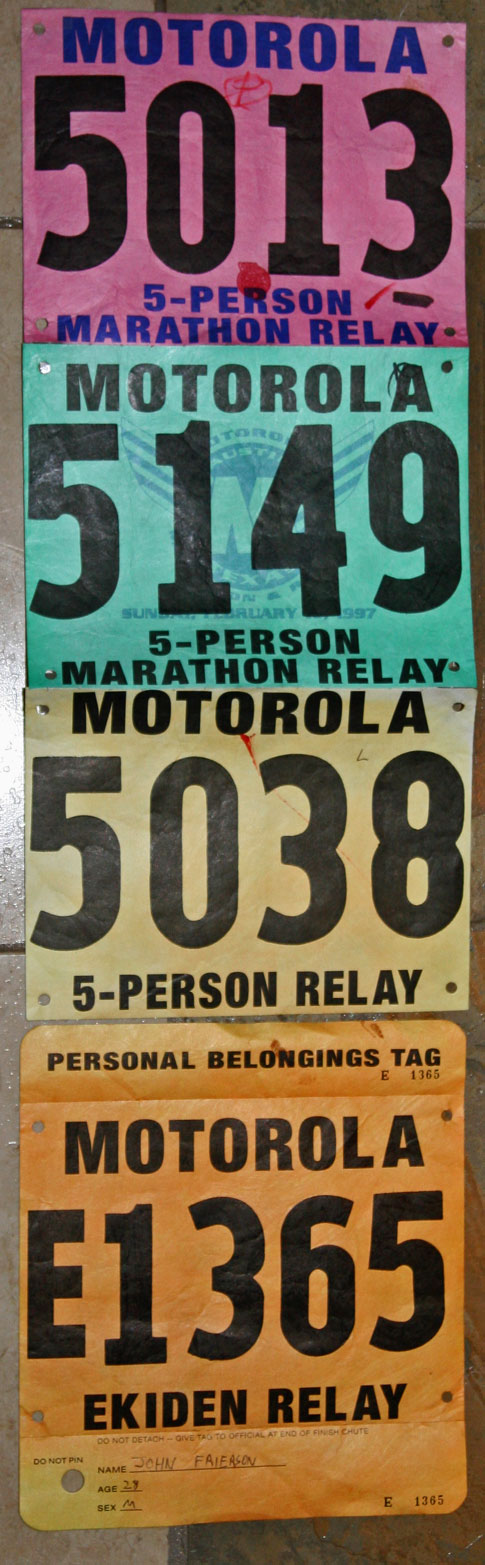 MOTOROLA
5013
5-PERSON
MARATHON RELAY
MOTOROLA
5149
SUNDAY, FEBRUARY 1997
5-PERSON
MARATHON RELAY
MOTOROLA
5038
5-PERSON RELAY
PERSONAL BELONGINGS TAG
E 1365
MOTOROLA
E1365
EKIDEN RELAY
DO NOT DETACH — GIVE TAG TO OFFICIAL AT END OF FINISH CHUTE
DO NOT PIN
NAME JOHN FRIERSON
AGE 29
SEX M
E 1365